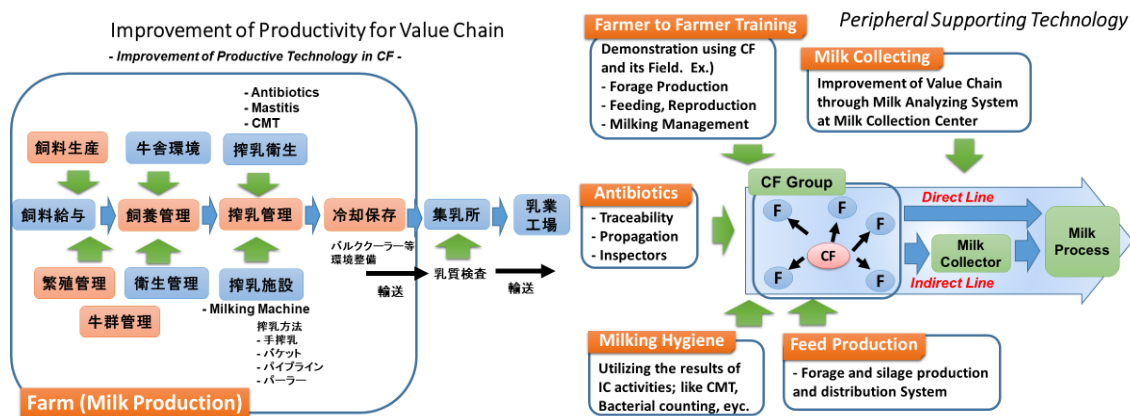 Improvement of Productivity for Value Chain
- Improvement of Productive Technology in CF -
- Antibiotics
- Mastitis
- CMT
飼料生産
牛舎環境
搾乳衛生
飼料給与
飼養管理
搾乳管理
冷却保存
集乳所
乳業
工場
バルククーラー等
環境整備
乳質検査
輸送
輸送
繁殖管理
衛生管理
搾乳施設
牛群管理
- Milking Machine
搾乳方法
- 手搾乳
- バケット
- パイプライン
- パーラー
Farm (Milk Production)
Peripheral Supporting Technology
Farmer to Farmer Training
Demonstration using CF
and its Field. Ex.)
- Forage Production
- Feeding, Reproduction
- Milking Management
Milk Collecting
Improvement of Value Chain
through Milk Analyzing System
at Milk Collection Center
Antibiotics
- Traceability
- Propagation
- Inspectors
CF Group
F
F
F
F
F
CF
Direct Line
Milk
Collector
Indirect Line
Milk
Process
Milking Hygiene
Utilizing the results of
IC activities; like CMT,
Bacterial counting, eyc.
Feed Production
- Forage and silage production
and distribution System